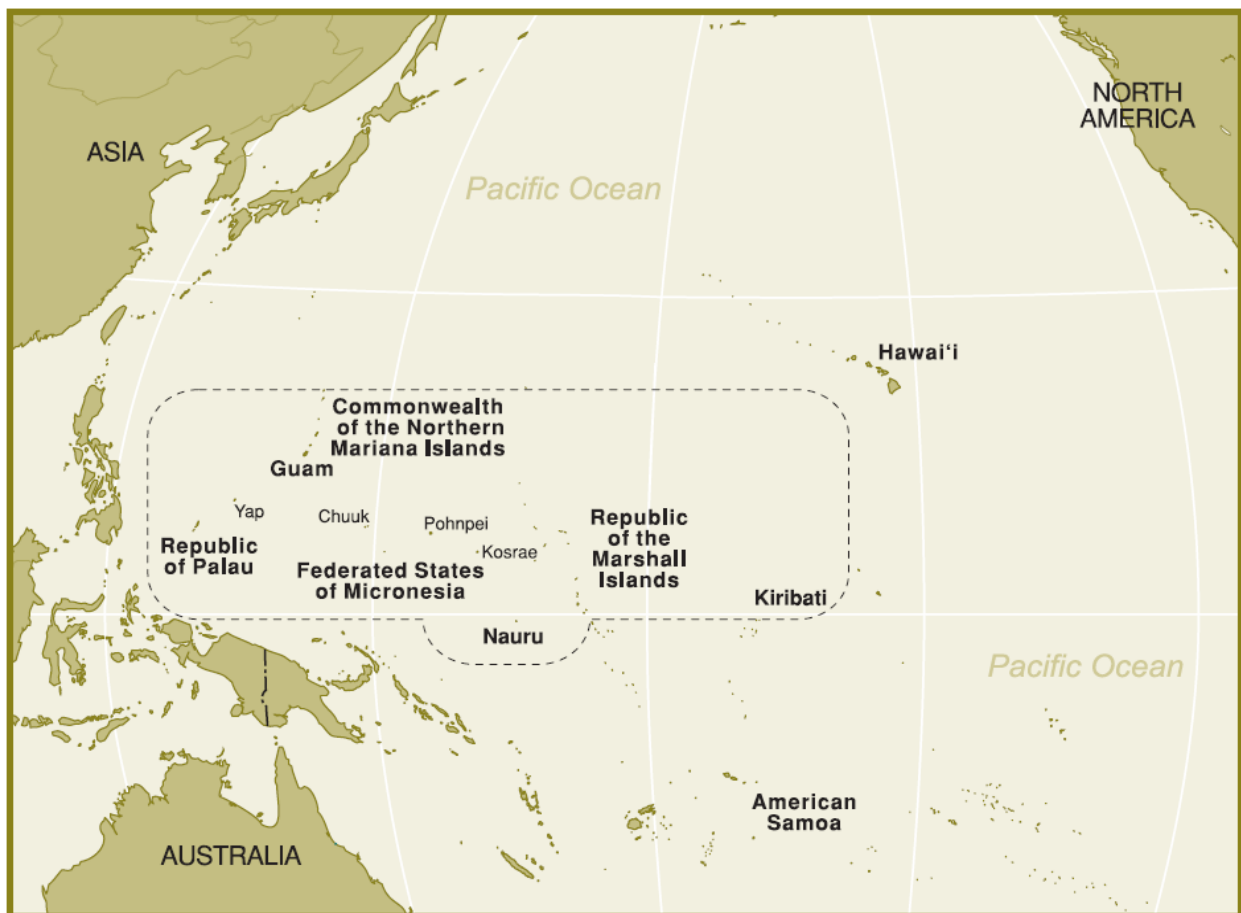 NORTH
AMERICA
ASIA
Pacific Ocean
Hawai‘i
Commonwealth
of the Northern
Mariana Islands
Guam
Yap
Chuuk
Pohnpei
Republic
of the
Marshall
Islands
Republic
of Palau
Kosrae
Federated States
of Micronesia
Kiribati
Nauru
Pacific Ocean
American
Samoa
AUSTRALIA